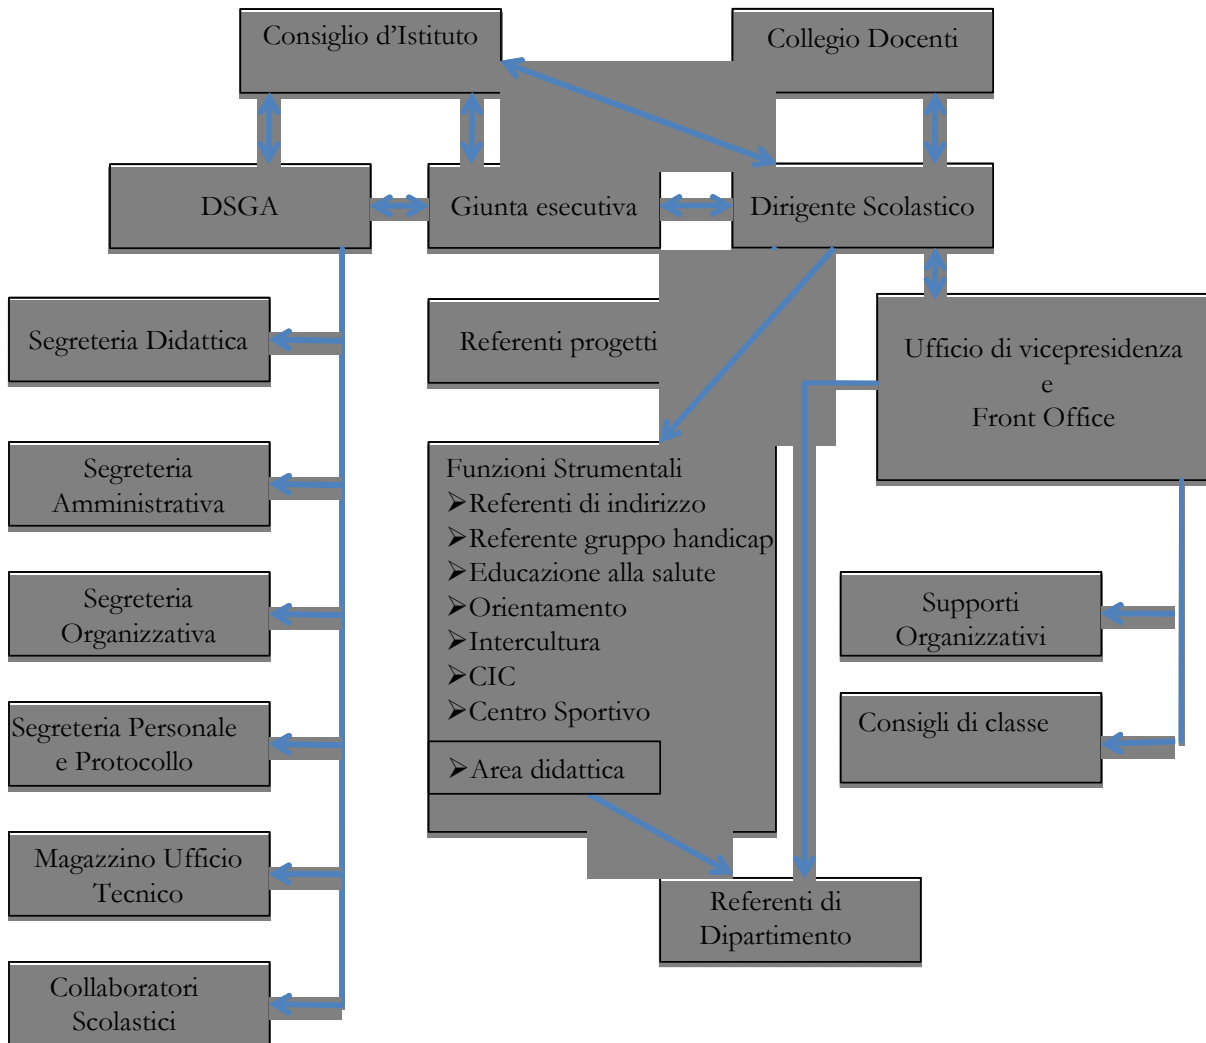 Consiglio d'Istituto
Collegio Docenti
DSGA
Giunta esecutiva
Dirigente Scolastico
Segreteria Didattica
Referenti progetti
Ufficio di vicepresidenza
e
Front Office
Segreteria
Amministrativa
Funzioni Strumentali
➢Referenti di indirizzo
➢Referente gruppo handicap
➢Educazione alla salute
➢Orientamento
➢Intercultura
➢CIC
➢Centro Sportivo
➢Area didattica
Segreteria
Organizzativa
Supporti
Organizzativi
Segreteria Personale
e Protocollo
Consigli di classe
Magazzino Ufficio
Tecnico
Referenti di
Dipartimento
Collaboratori
Scolastici